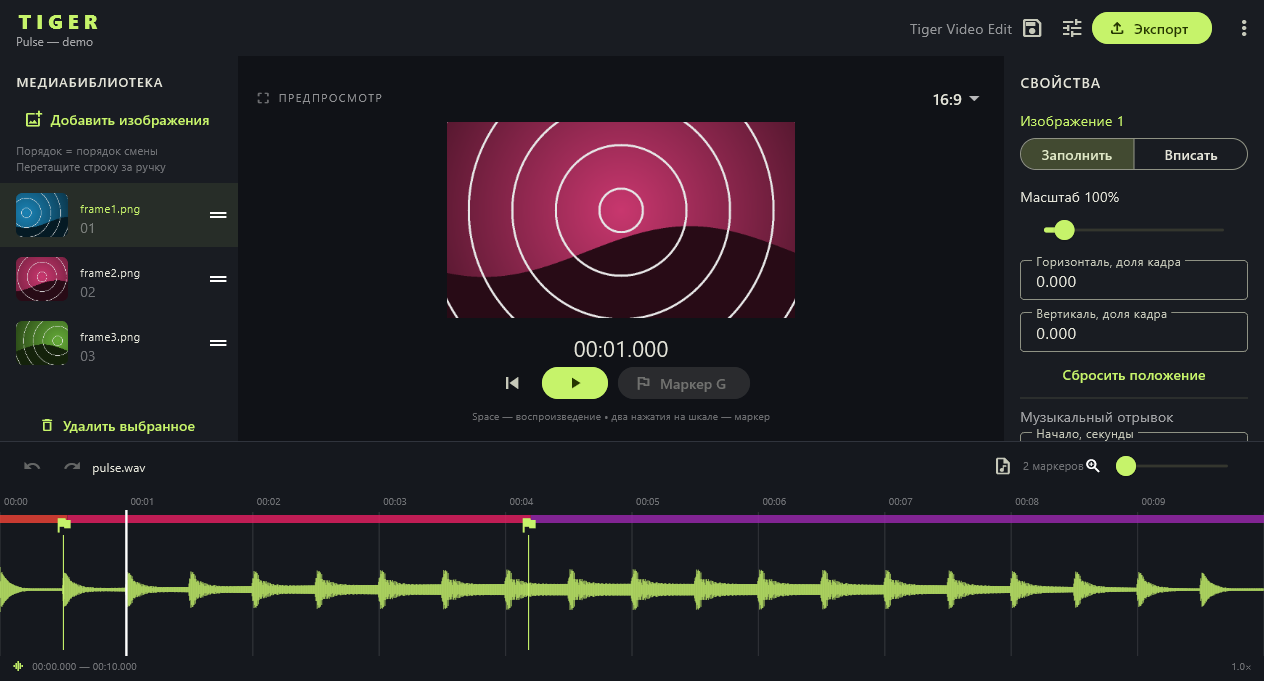 TIGER
Pulse — demo
Tiger Video Edit
Экспорт
МЕДИАБИБЛИОТЕКА
Добавить изображения
Порядок = порядок смены
Перетащите строку за ручку
frame1.png
01
frame2.png
02
frame3.png
03
Удалить выбранное
ПРЕДПРОСМОТР
16:9
00:01.000
Маркер G
Space — воспроизведение • два нажатия на шкале — маркер
СВОЙСТВА
Изображение 1
Заполнить
Вписать
Масштаб 100%
Горизонталь, доля кадра
0.000
Вертикаль, доля кадра
0.000
Сбросить положение
Музыкальный отрывок
Начало, секунды
pulse.wav
2 маркеров
00:00 00:01 00:02 00:03 00:04 00:05 00:06 00:07 00:08 00:09
00:00.000 — 00:10.000
1.0×